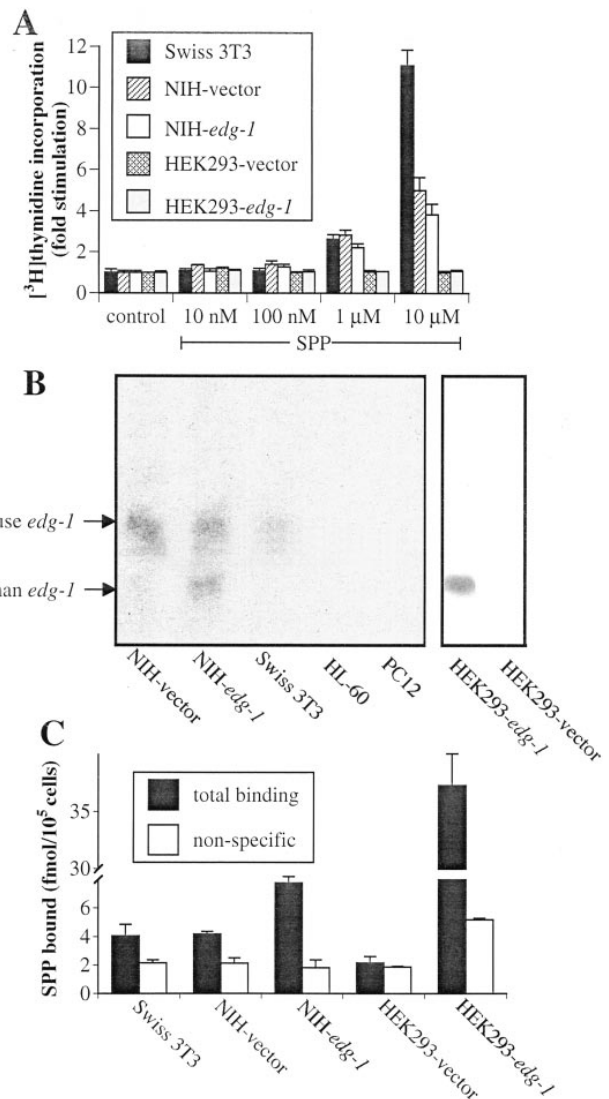 A
[³H]thymidine incorporation
(fold stimulation)
12
10
8
6
4
2
0
Swiss 3T3
NIH-vector
NIH-edg-1
HEK293-vector
HEK293-edg-1
control 10 nM 100 nM 1 μM 10 μM
SPP
B
edg-1
edg-1
NIH-vector
NIH-edg-1
Swiss 3T3
HL-60
PC12
HEK293-edg-1
HEK293-vector
C
SPP bound (fmol/10⁵ cells)
35
30
8
6
4
2
0
total binding
non-specific
Swiss 3T3
NIH-vector
NIH-edg-1
HEK293-vector
HEK293-edg-1